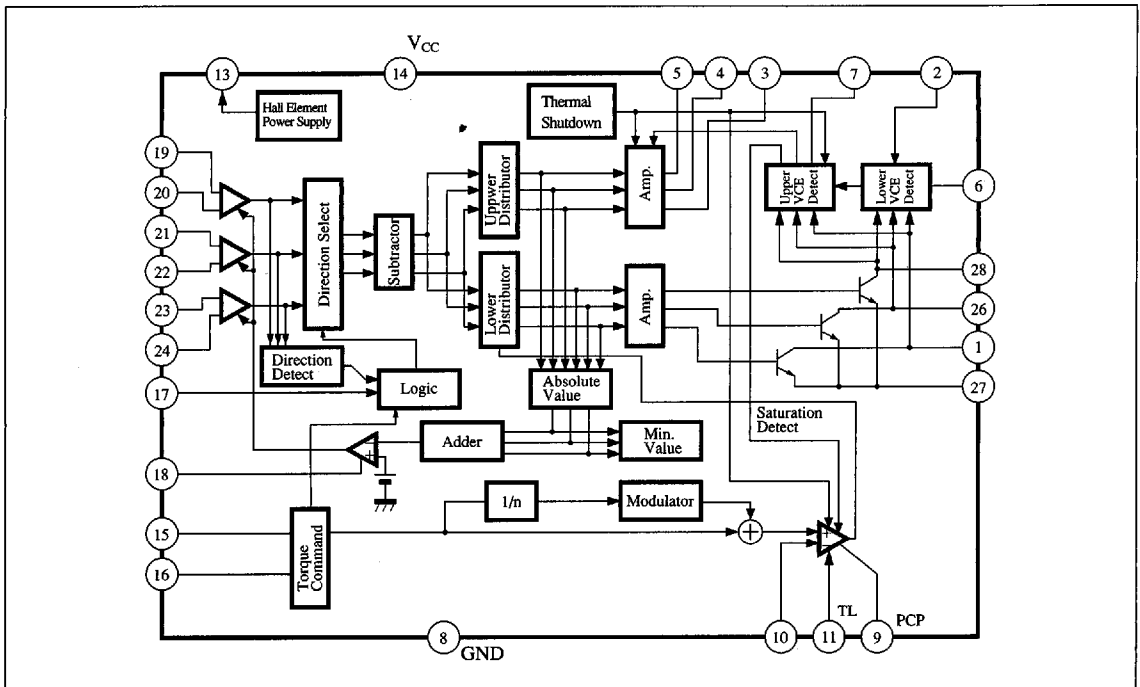 VCC
13
14
5
4
3
7
2
Hall Element
Power Supply
Thermal
Shutdown
19
20
21
22
23
24
17
18
15
16
Direction Select
Subtractor
Uppwer
Distributor
Lower
Distributor
Amp.
Amp.
Upper
VCE
Detect
Lower
VCE
Detect
6
28
26
1
27
Direction
Detect
Logic
Absolute
Value
Adder
Min.
Value
Saturation
Detect
1/n
Modulator
Torque
Command
+
−
+
+
−
8
GND
10
11
TL
9
PCP